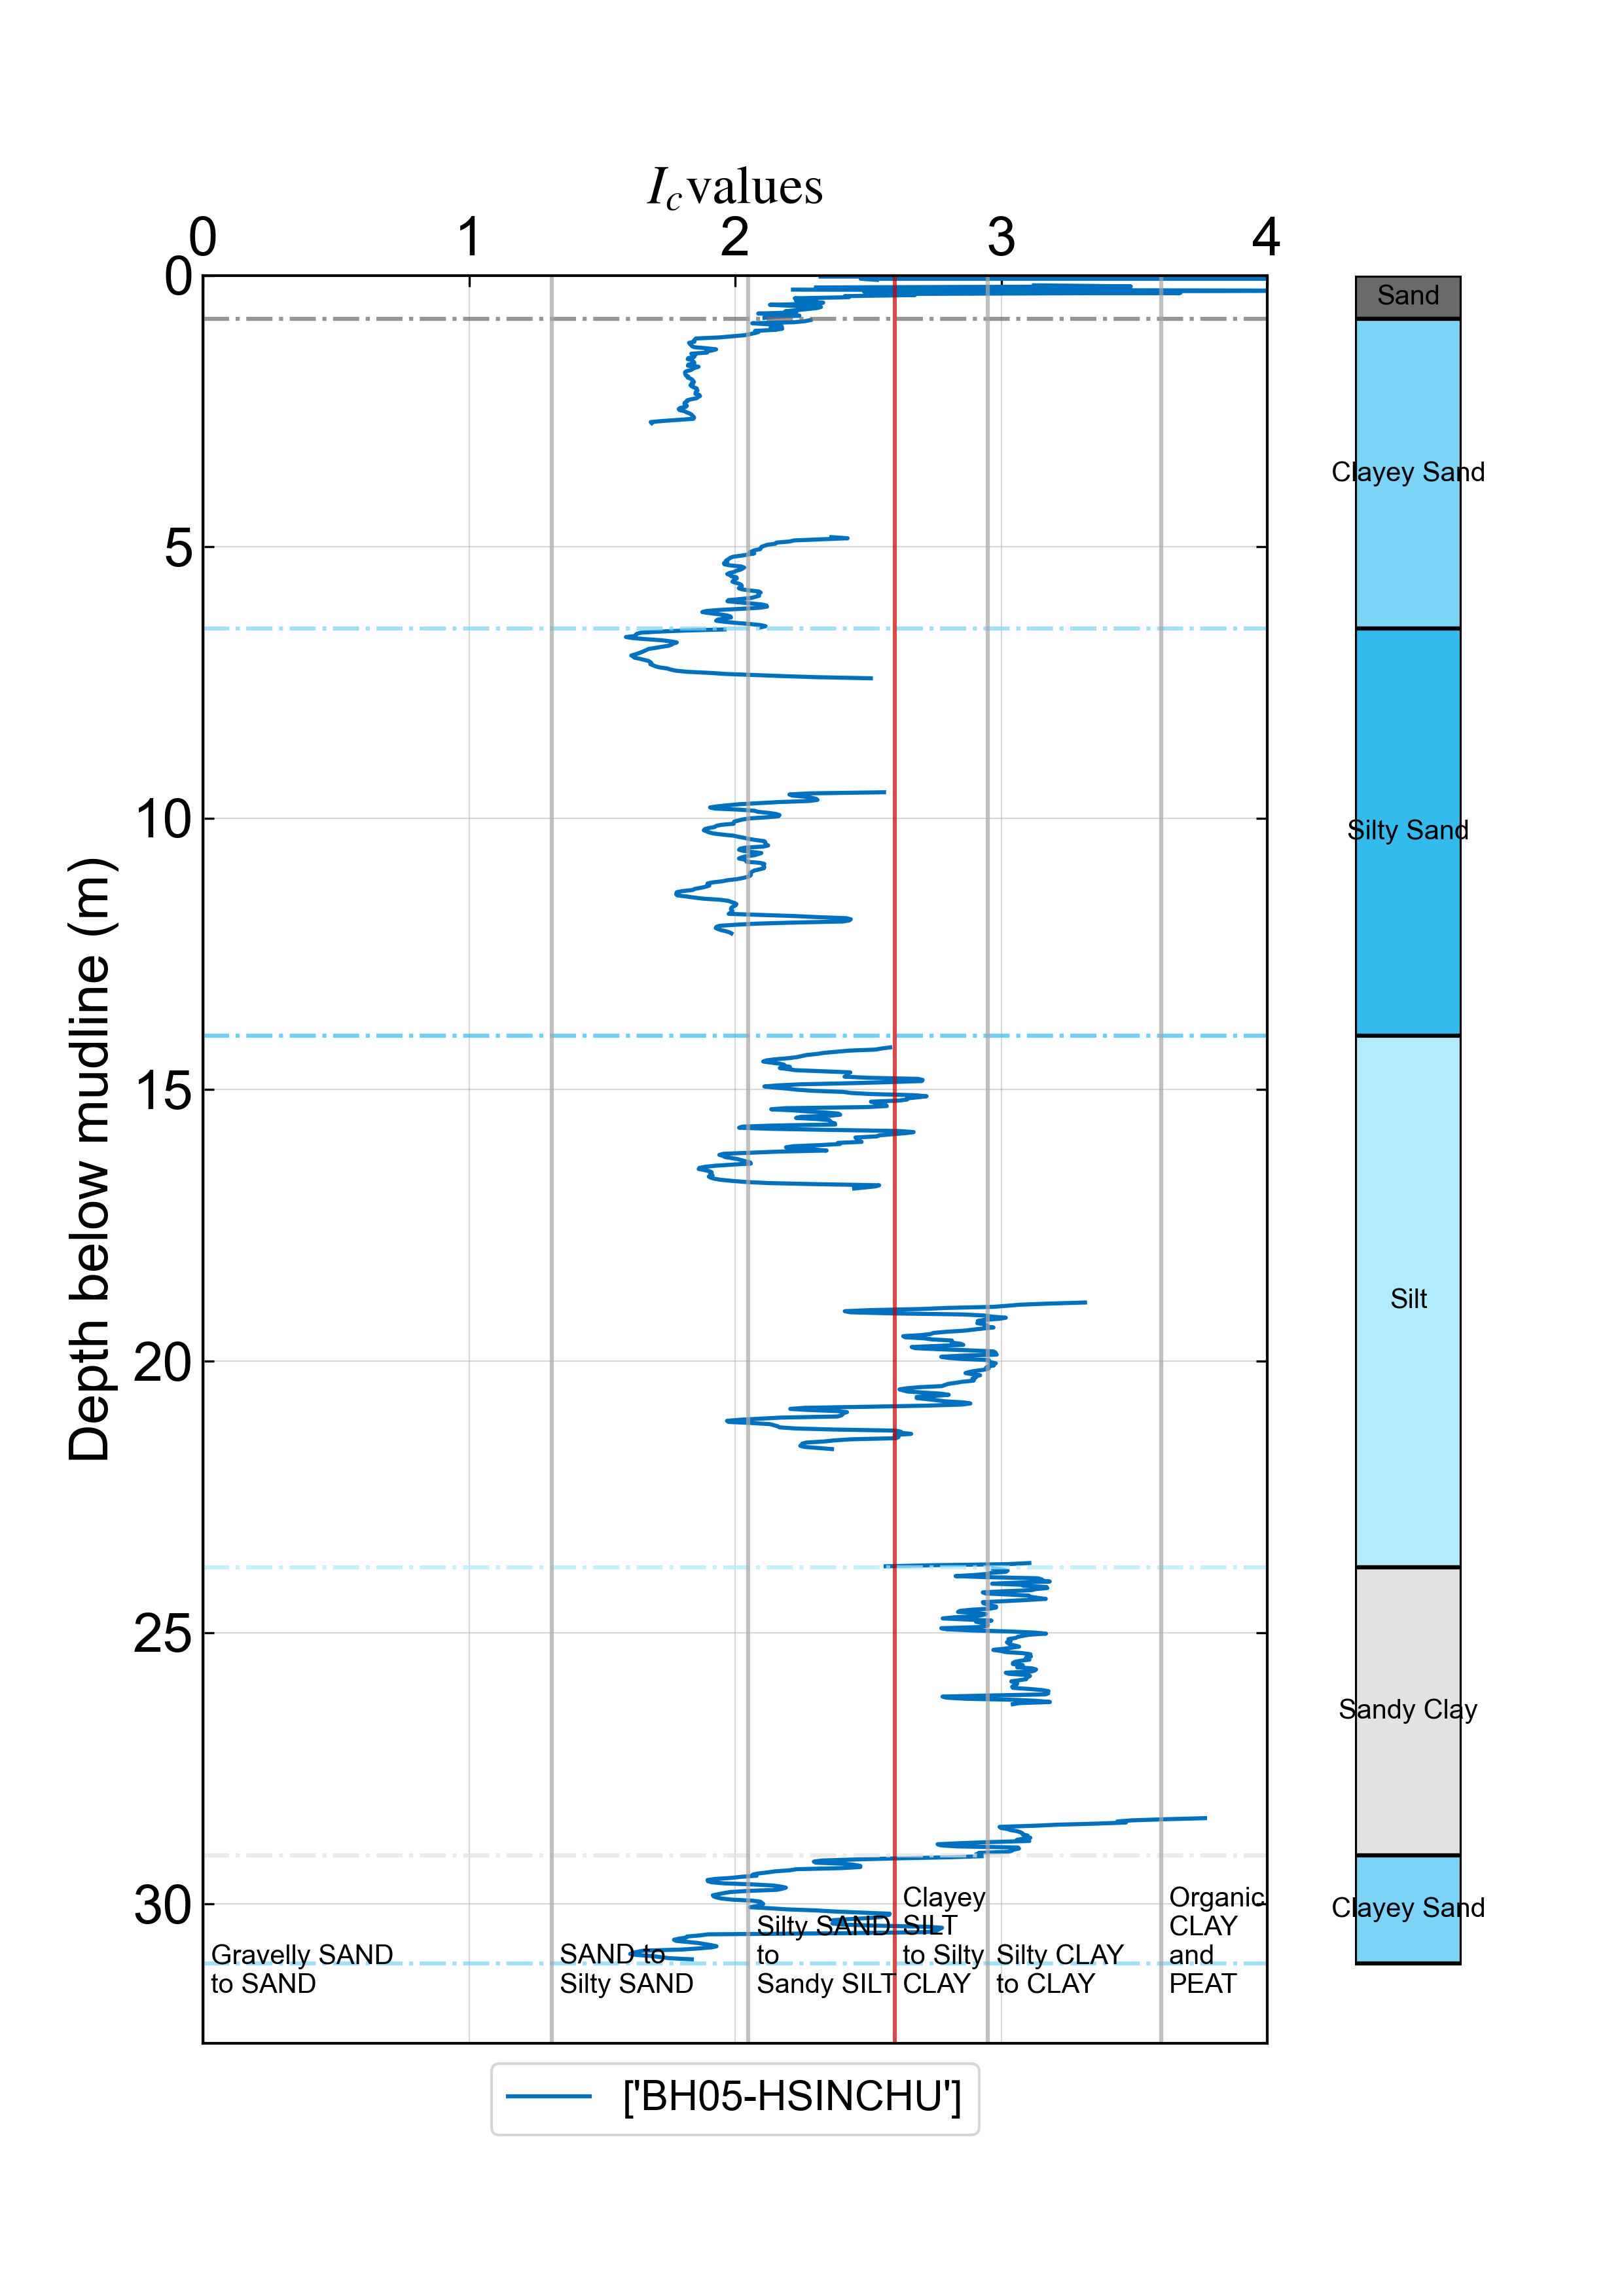 Ic values
0 1 2 3 4
0
5
10
15
20
25
30
Depth below mudline (m)
Sand
Clayey Sand
Silty Sand
Silt
Sandy Clay
Clayey Sand
Gravelly SAND
to SAND
SAND to
Silty SAND
Silty SAND
to
Sandy SILT
Clayey
SILT
to Silty
CLAY
Silty CLAY
to CLAY
Organic
CLAY
and
PEAT
['BH05-HSINCHU']